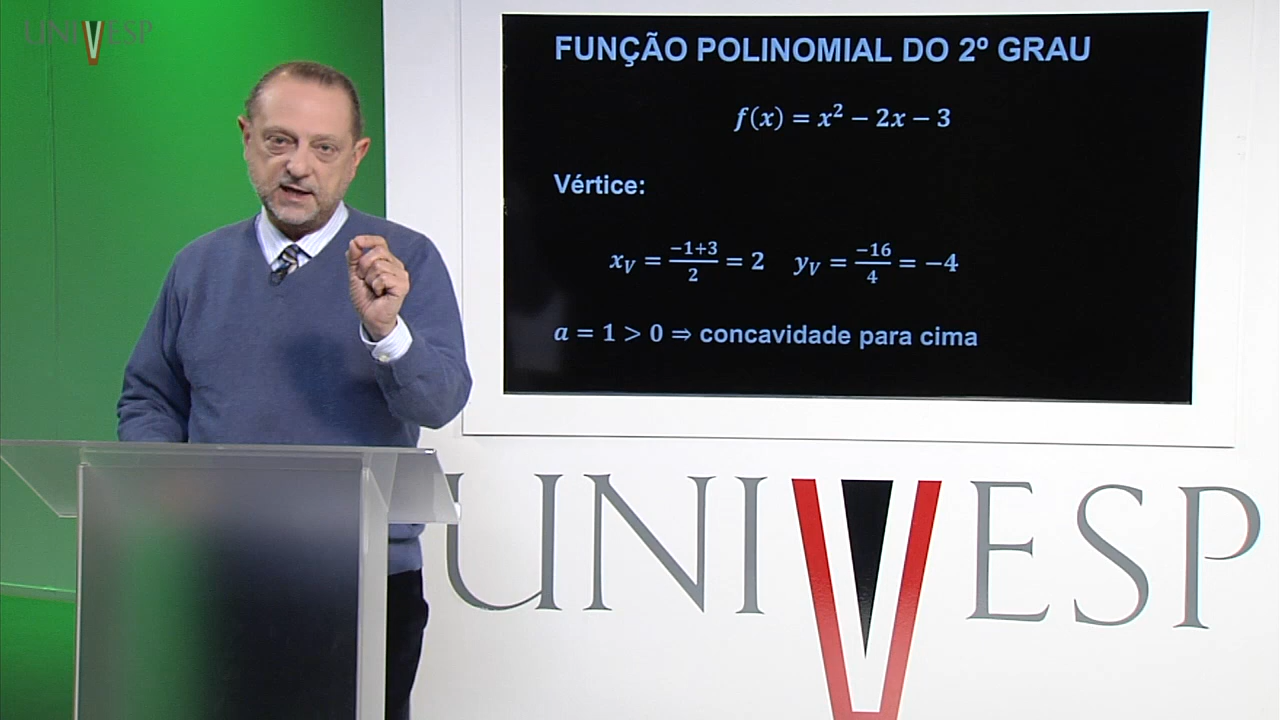 UNIVESP
FUNÇÃO POLINOMIAL DO 2º GRAU
f(x) = x² − 2x − 3
Vértice:
x_V = (−1+3)/2 = 2 y_V = −16/4 = −4
a = 1 > 0 ⇒ concavidade para cima
UNIVESP